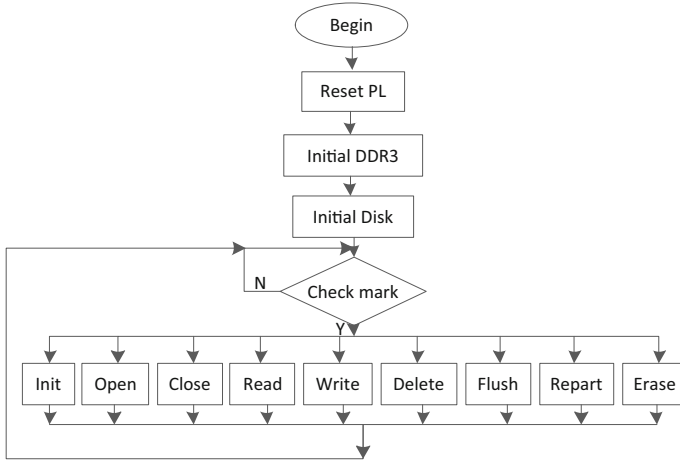 Begin
Reset PL
Initial DDR3
Initial Disk
N
Check mark
Y
Init
Open
Close
Read
Write
Delete
Flush
Repart
Erase